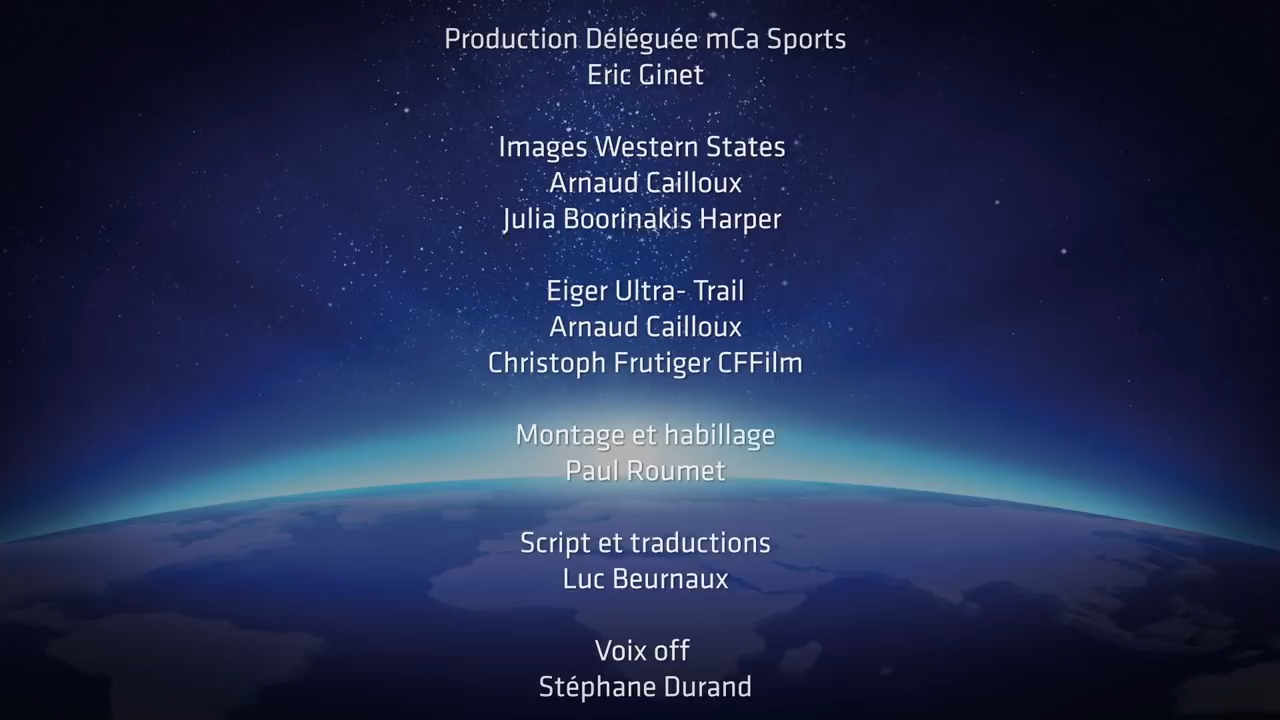 Production Déléguée mCa Sports
Eric Ginet
Images Western States
Arnaud Cailloux
Julia Boorinakis Harper
Eiger Ultra- Trail
Arnaud Cailloux
Christoph Frutiger CFFilm
Montage et habillage
Paul Roumet
Script et traductions
Luc Beurnaux
Voix off
Stéphane Durand